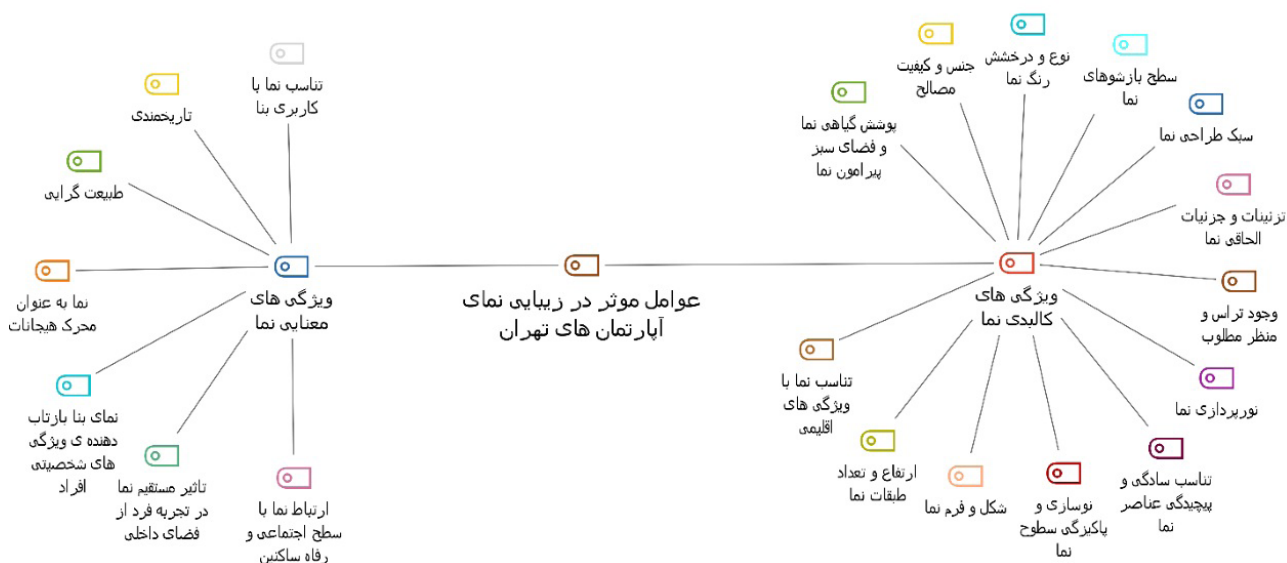 عوامل موثر در زیبایی نمای
آپارتمان های تهران
ویژگی های
کالبدی نما
پوشش گیاهی نما
و فضای سبز
پیرامون نما
جنس و کیفیت
مصالح
نوع و درخشش
رنگ نما
سطح بازشوهای
نما
سبک طراحی نما
تزئینات و جزئیات
الحاقی نما
وجود تراس و
منظر مطلوب
نورپردازی نما
تناسب سادگی و
پیچیدگی عناصر
نما
نوسازی و
پاکیزگی سطوح
نما
شکل و فرم نما
ارتفاع و تعداد
طبقات نما
تناسب نما با
ویژگی های
اقلیمی
ویژگی های
معنایی نما
تناسب نما با
کاربری بنا
تاریخمندی
طبیعت گرایی
نما به عنوان
محرک هیجانات
نمای بنا بازتاب
دهنده ی ویژگی
های شخصیتی
افراد
تاثیر مستقیم نما
در تجربه فرد از
فضای داخلی
ارتباط نما با
سطح اجتماعی و
رفاه ساکنین